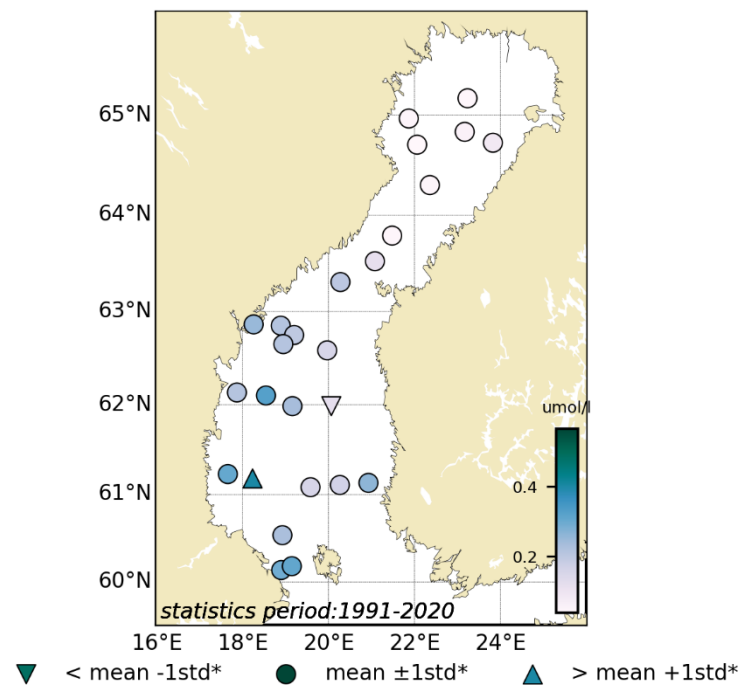 65°N
64°N
63°N
62°N
61°N
60°N
umol/l
0.4
0.2
statistics period:1991-2020
16°E 18°E 20°E 22°E 24°E
< mean -1std* mean ±1std* > mean +1std*